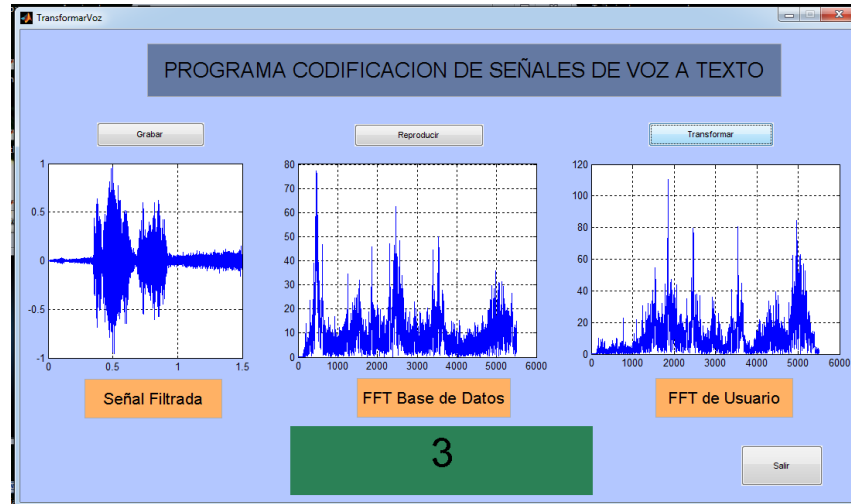 TransformarVoz
PROGRAMA CODIFICACION DE SEÑALES DE VOZ A TEXTO
Grabar
Reproducir
Transformar
1
0.5
0
-0.5
-1
0 0.5 1 1.5
80
70
60
50
40
30
20
10
0
0 1000 2000 3000 4000 5000 6000
120
100
80
60
40
20
0
0 1000 2000 3000 4000 5000 6000
Señal Filtrada
FFT Base de Datos
FFT de Usuario
3
Salir